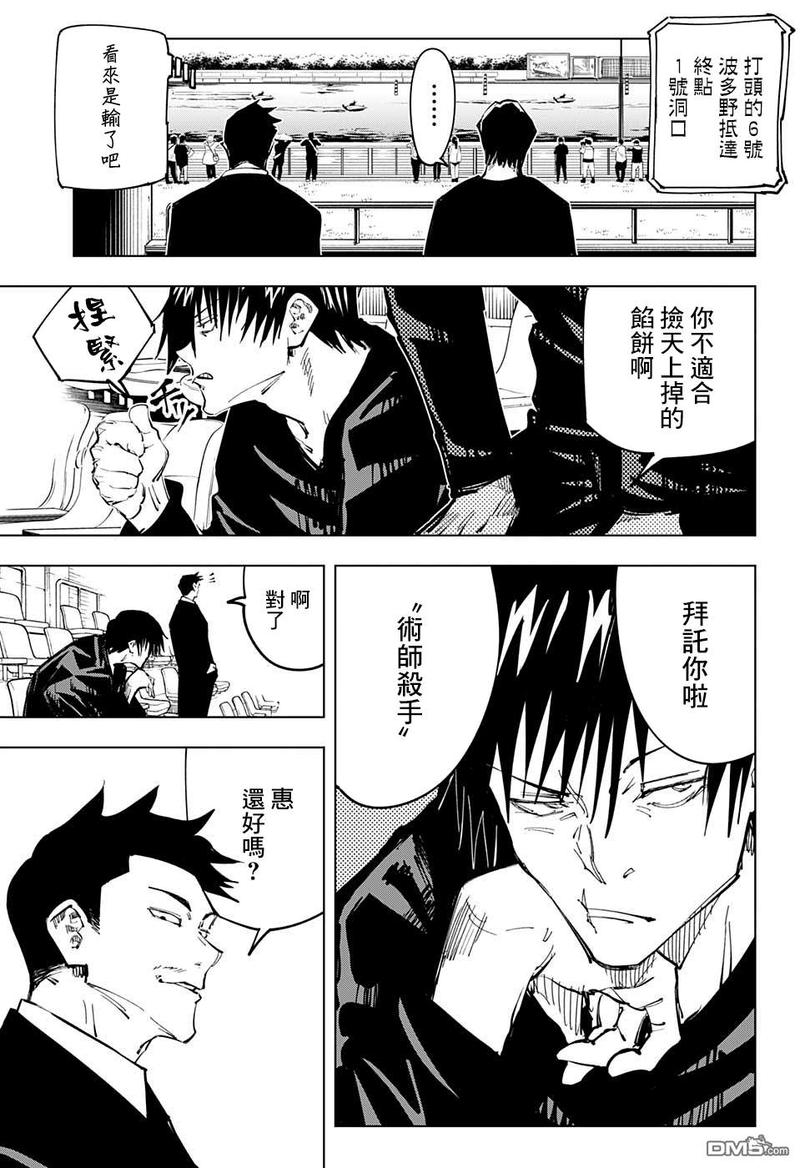 打頭的6號
波多野抵達
終點
1號洞口
……
看來是輸了吧
你不適合
撿天上掉的
餡餅啊
捏緊
拜託你啦
〝術師殺手〞
啊
對了
惠
還好嗎?
DM5.com